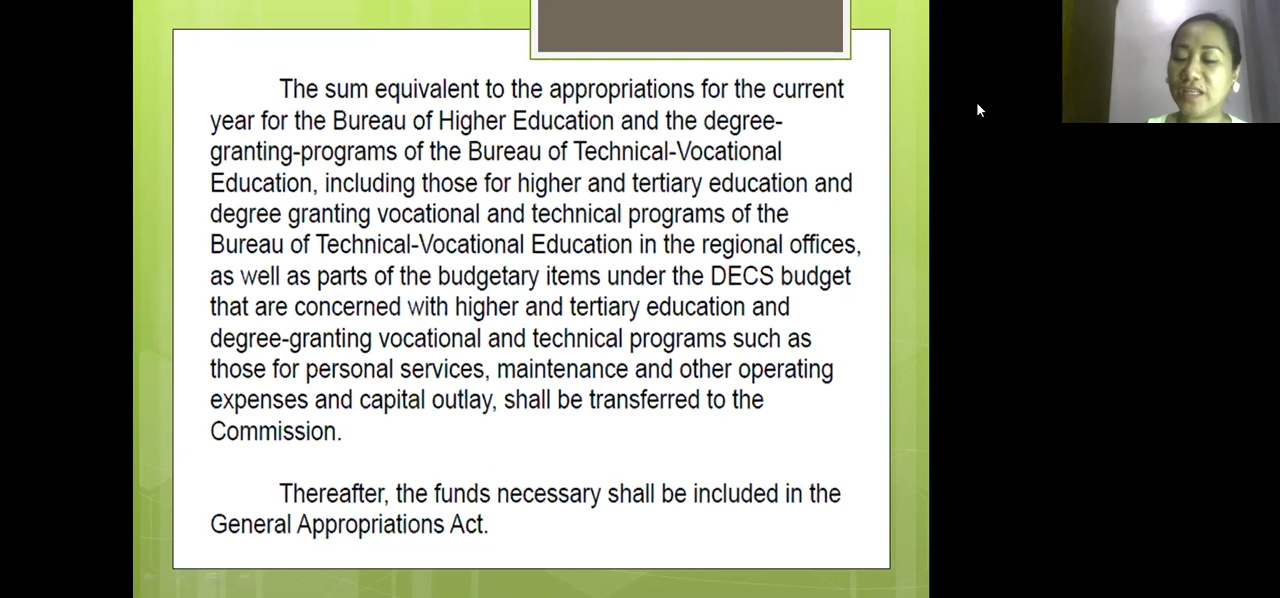 The sum equivalent to the appropriations for the current
year for the Bureau of Higher Education and the degree-
granting-programs of the Bureau of Technical-Vocational
Education, including those for higher and tertiary education and
degree granting vocational and technical programs of the
Bureau of Technical-Vocational Education in the regional offices,
as well as parts of the budgetary items under the DECS budget
that are concerned with higher and tertiary education and
degree-granting vocational and technical programs such as
those for personal services, maintenance and other operating
expenses and capital outlay, shall be transferred to the
Commission.
Thereafter, the funds necessary shall be included in the
General Appropriations Act.